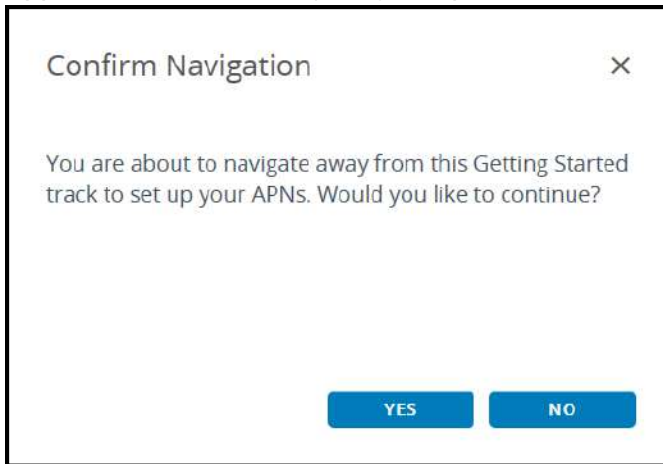 Confirm Navigation
You are about to navigate away from this Getting Started
track to set up your APNs. Would you like to continue?
YES NO